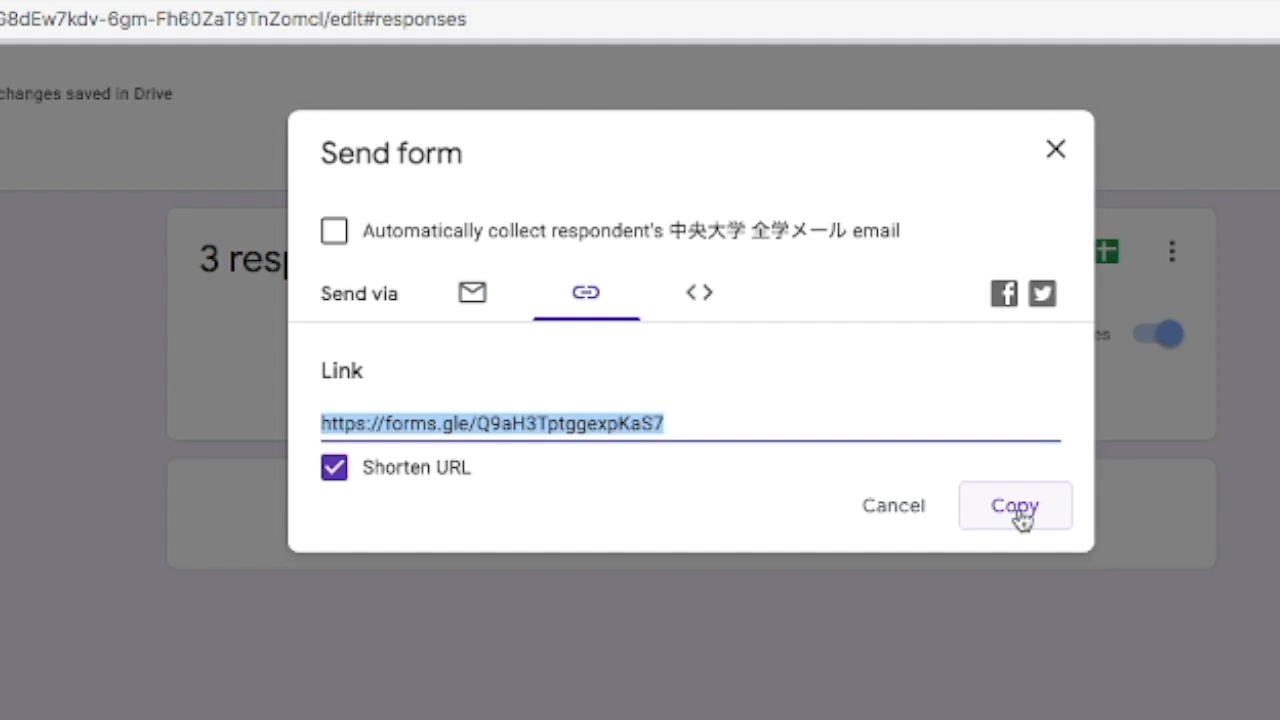 G8dEw7kdv-6gm-Fh60ZaT9TnZomcl/edit#responses
changes saved in Drive
Send form
3 resp
Automatically collect respondent's 中央大学 全学メール email
Send via
Link
https://forms.gle/Q9aH3TptggexpKaS7
Shorten URL
Cancel
Copy